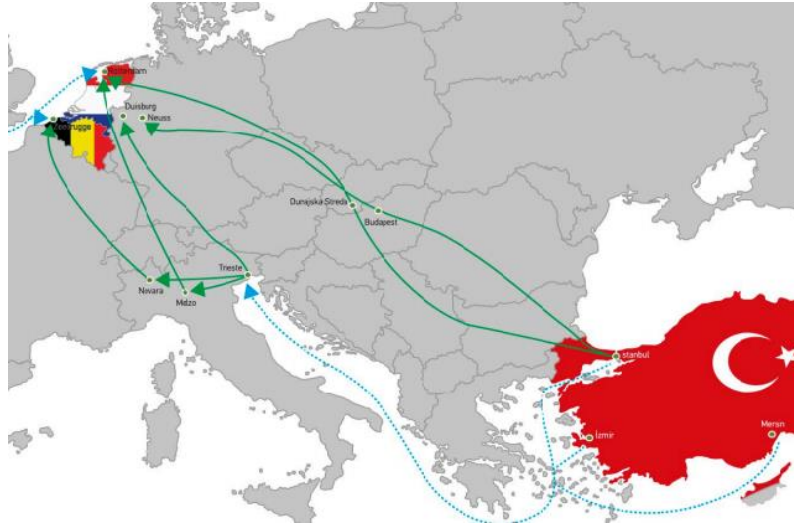 Rotterdam
Zeebrugge
Duisburg
Neuss
Dunajská Streda
Budapest
Trieste
Novara
Melzo
İstanbul
İzmir
Mersin